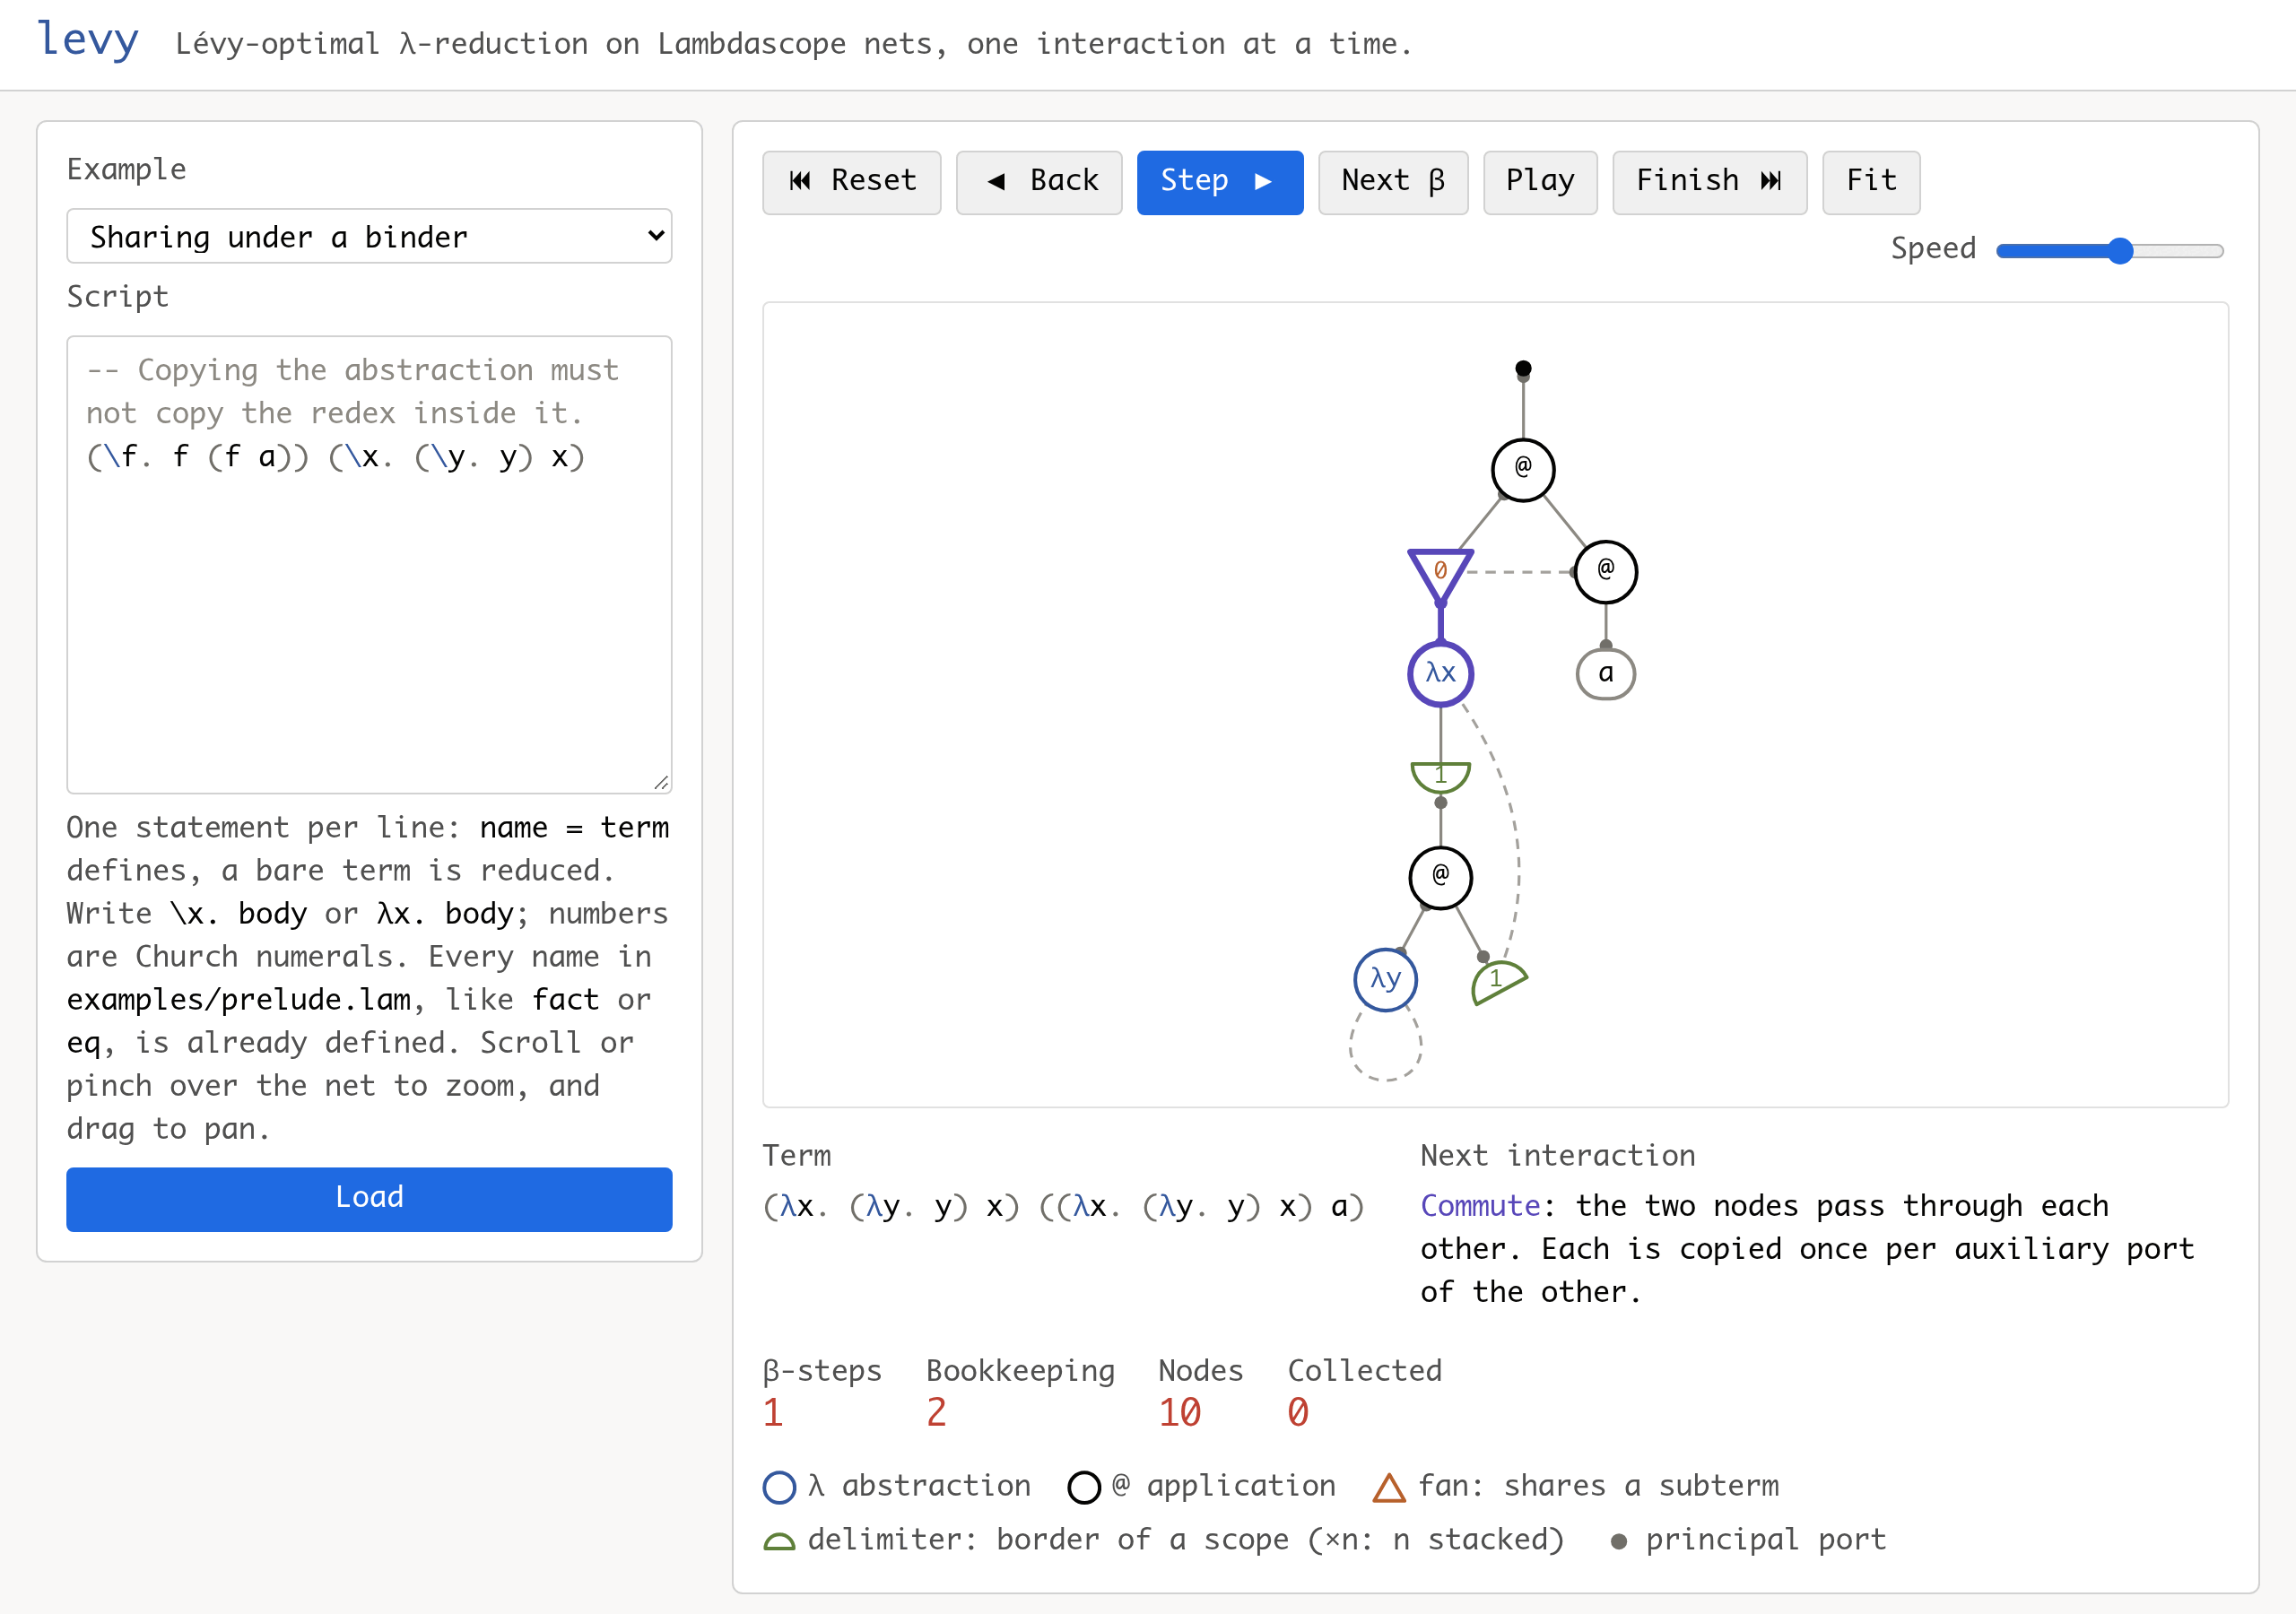 levy Lévy-optimal λ-reduction on Lambdascope nets, one interaction at a time.
Example
Sharing under a binder
Script
-- Copying the abstraction must
not copy the redex inside it.
(\f. f (f a)) (\x. (\y. y) x)
One statement per line: name = term
defines, a bare term is reduced.
Write \x. body or λx. body; numbers
are Church numerals. Every name in
examples/prelude.lam, like fact or
eq, is already defined. Scroll or
pinch over the net to zoom, and
drag to pan.
Load
⏮ Reset ◀ Back Step ▶ Next β Play Finish ⏭ Fit
Speed
@
0 @
λx a
1
@
λy 1
Term
(λx. (λy. y) x) ((λx. (λy. y) x) a)
Next interaction
Commute: the two nodes pass through each
other. Each is copied once per auxiliary port
of the other.
β-steps Bookkeeping Nodes Collected
1 2 10 0
λ abstraction @ application fan: shares a subterm
delimiter: border of a scope (×n: n stacked) principal port